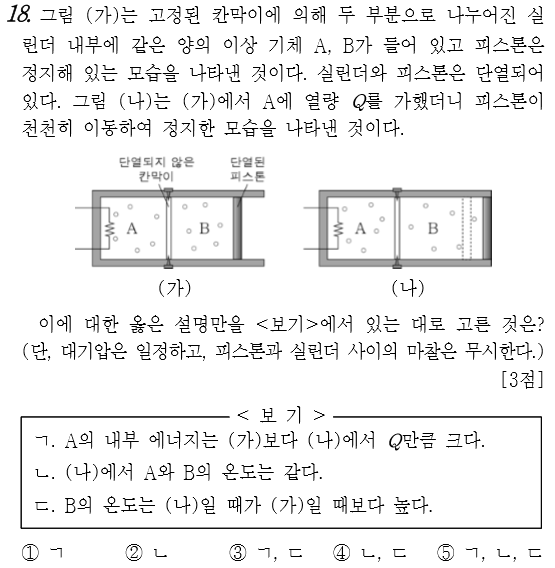 18. 그림 (가)는 고정된 칸막이에 의해 두 부분으로 나누어진 실
린더 내부에 같은 양의 이상 기체 A, B가 들어 있고 피스톤은
정지해 있는 모습을 나타낸 것이다. 실린더와 피스톤은 단열되어
있다. 그림 (나)는 (가)에서 A에 열량 Q를 가했더니 피스톤이
천천히 이동하여 정지한 모습을 나타낸 것이다.
단열되지 않은 칸막이
단열된 피스톤
A B
A B
(가) (나)
이에 대한 옳은 설명만을 <보기>에서 있는 대로 고른 것은?
(단, 대기압은 일정하고, 피스톤과 실린더 사이의 마찰은 무시한다.)
[3점]
< 보 기 >
ㄱ. A의 내부 에너지는 (가)보다 (나)에서 Q만큼 크다.
ㄴ. (나)에서 A와 B의 온도는 같다.
ㄷ. B의 온도는 (나)일 때가 (가)일 때보다 높다.
① ㄱ ② ㄴ ③ ㄱ, ㄷ ④ ㄴ, ㄷ ⑤ ㄱ, ㄴ, ㄷ